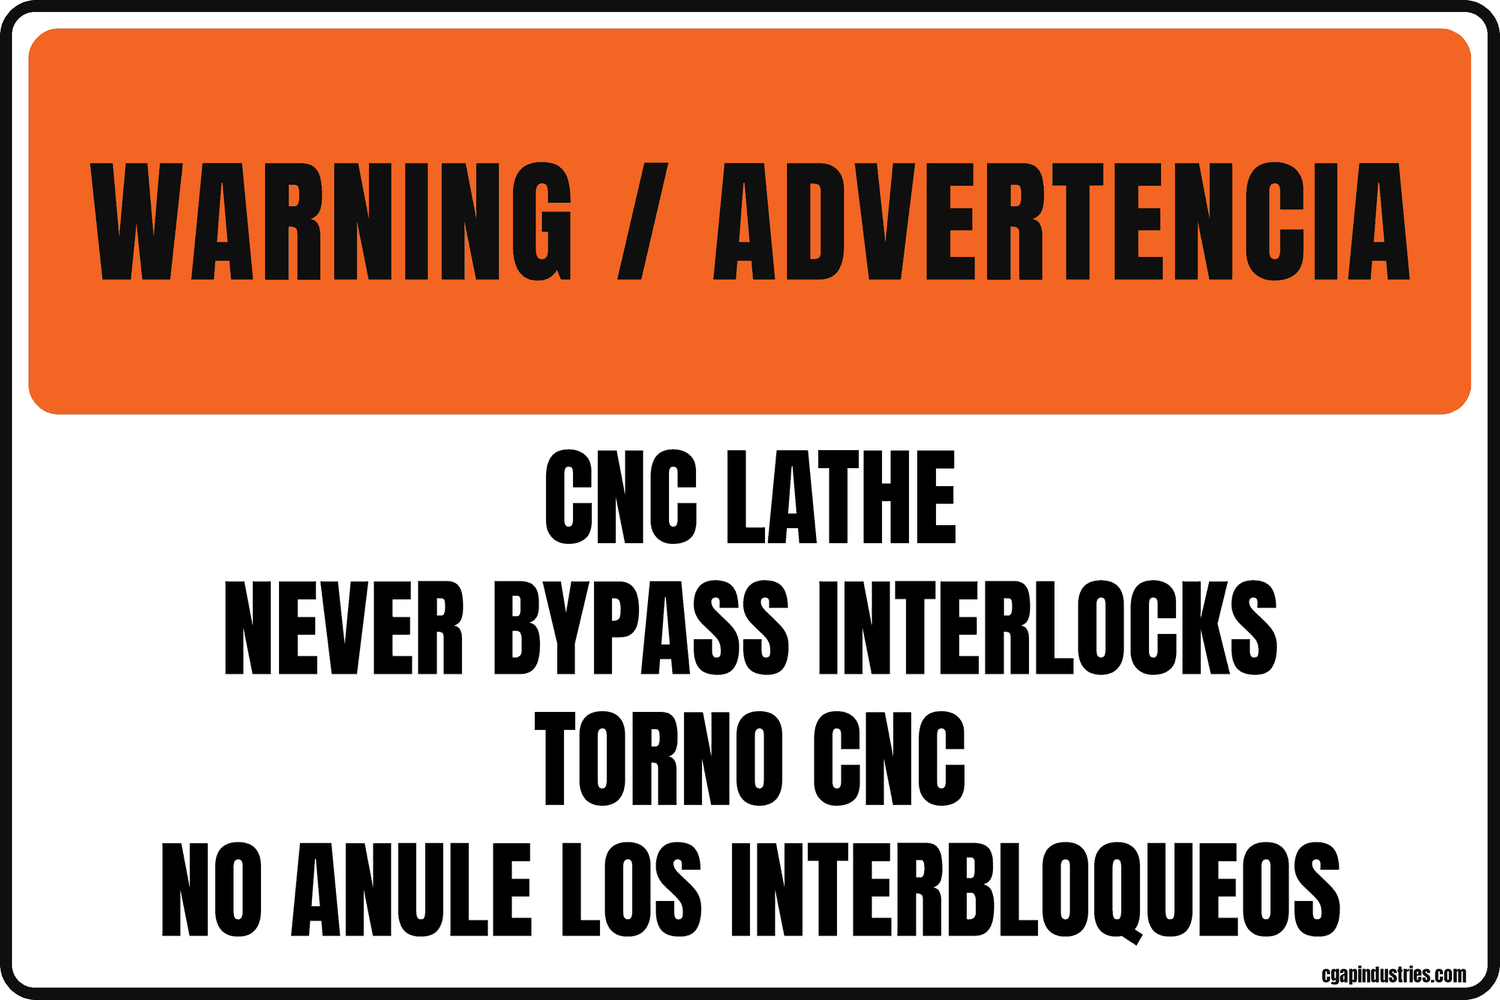 WARNING / ADVERTENCIA
CNC LATHE
NEVER BYPASS INTERLOCKS
TORNO CNC
NO ANULE LOS INTERBLOQUEOS
cgapindustries.com